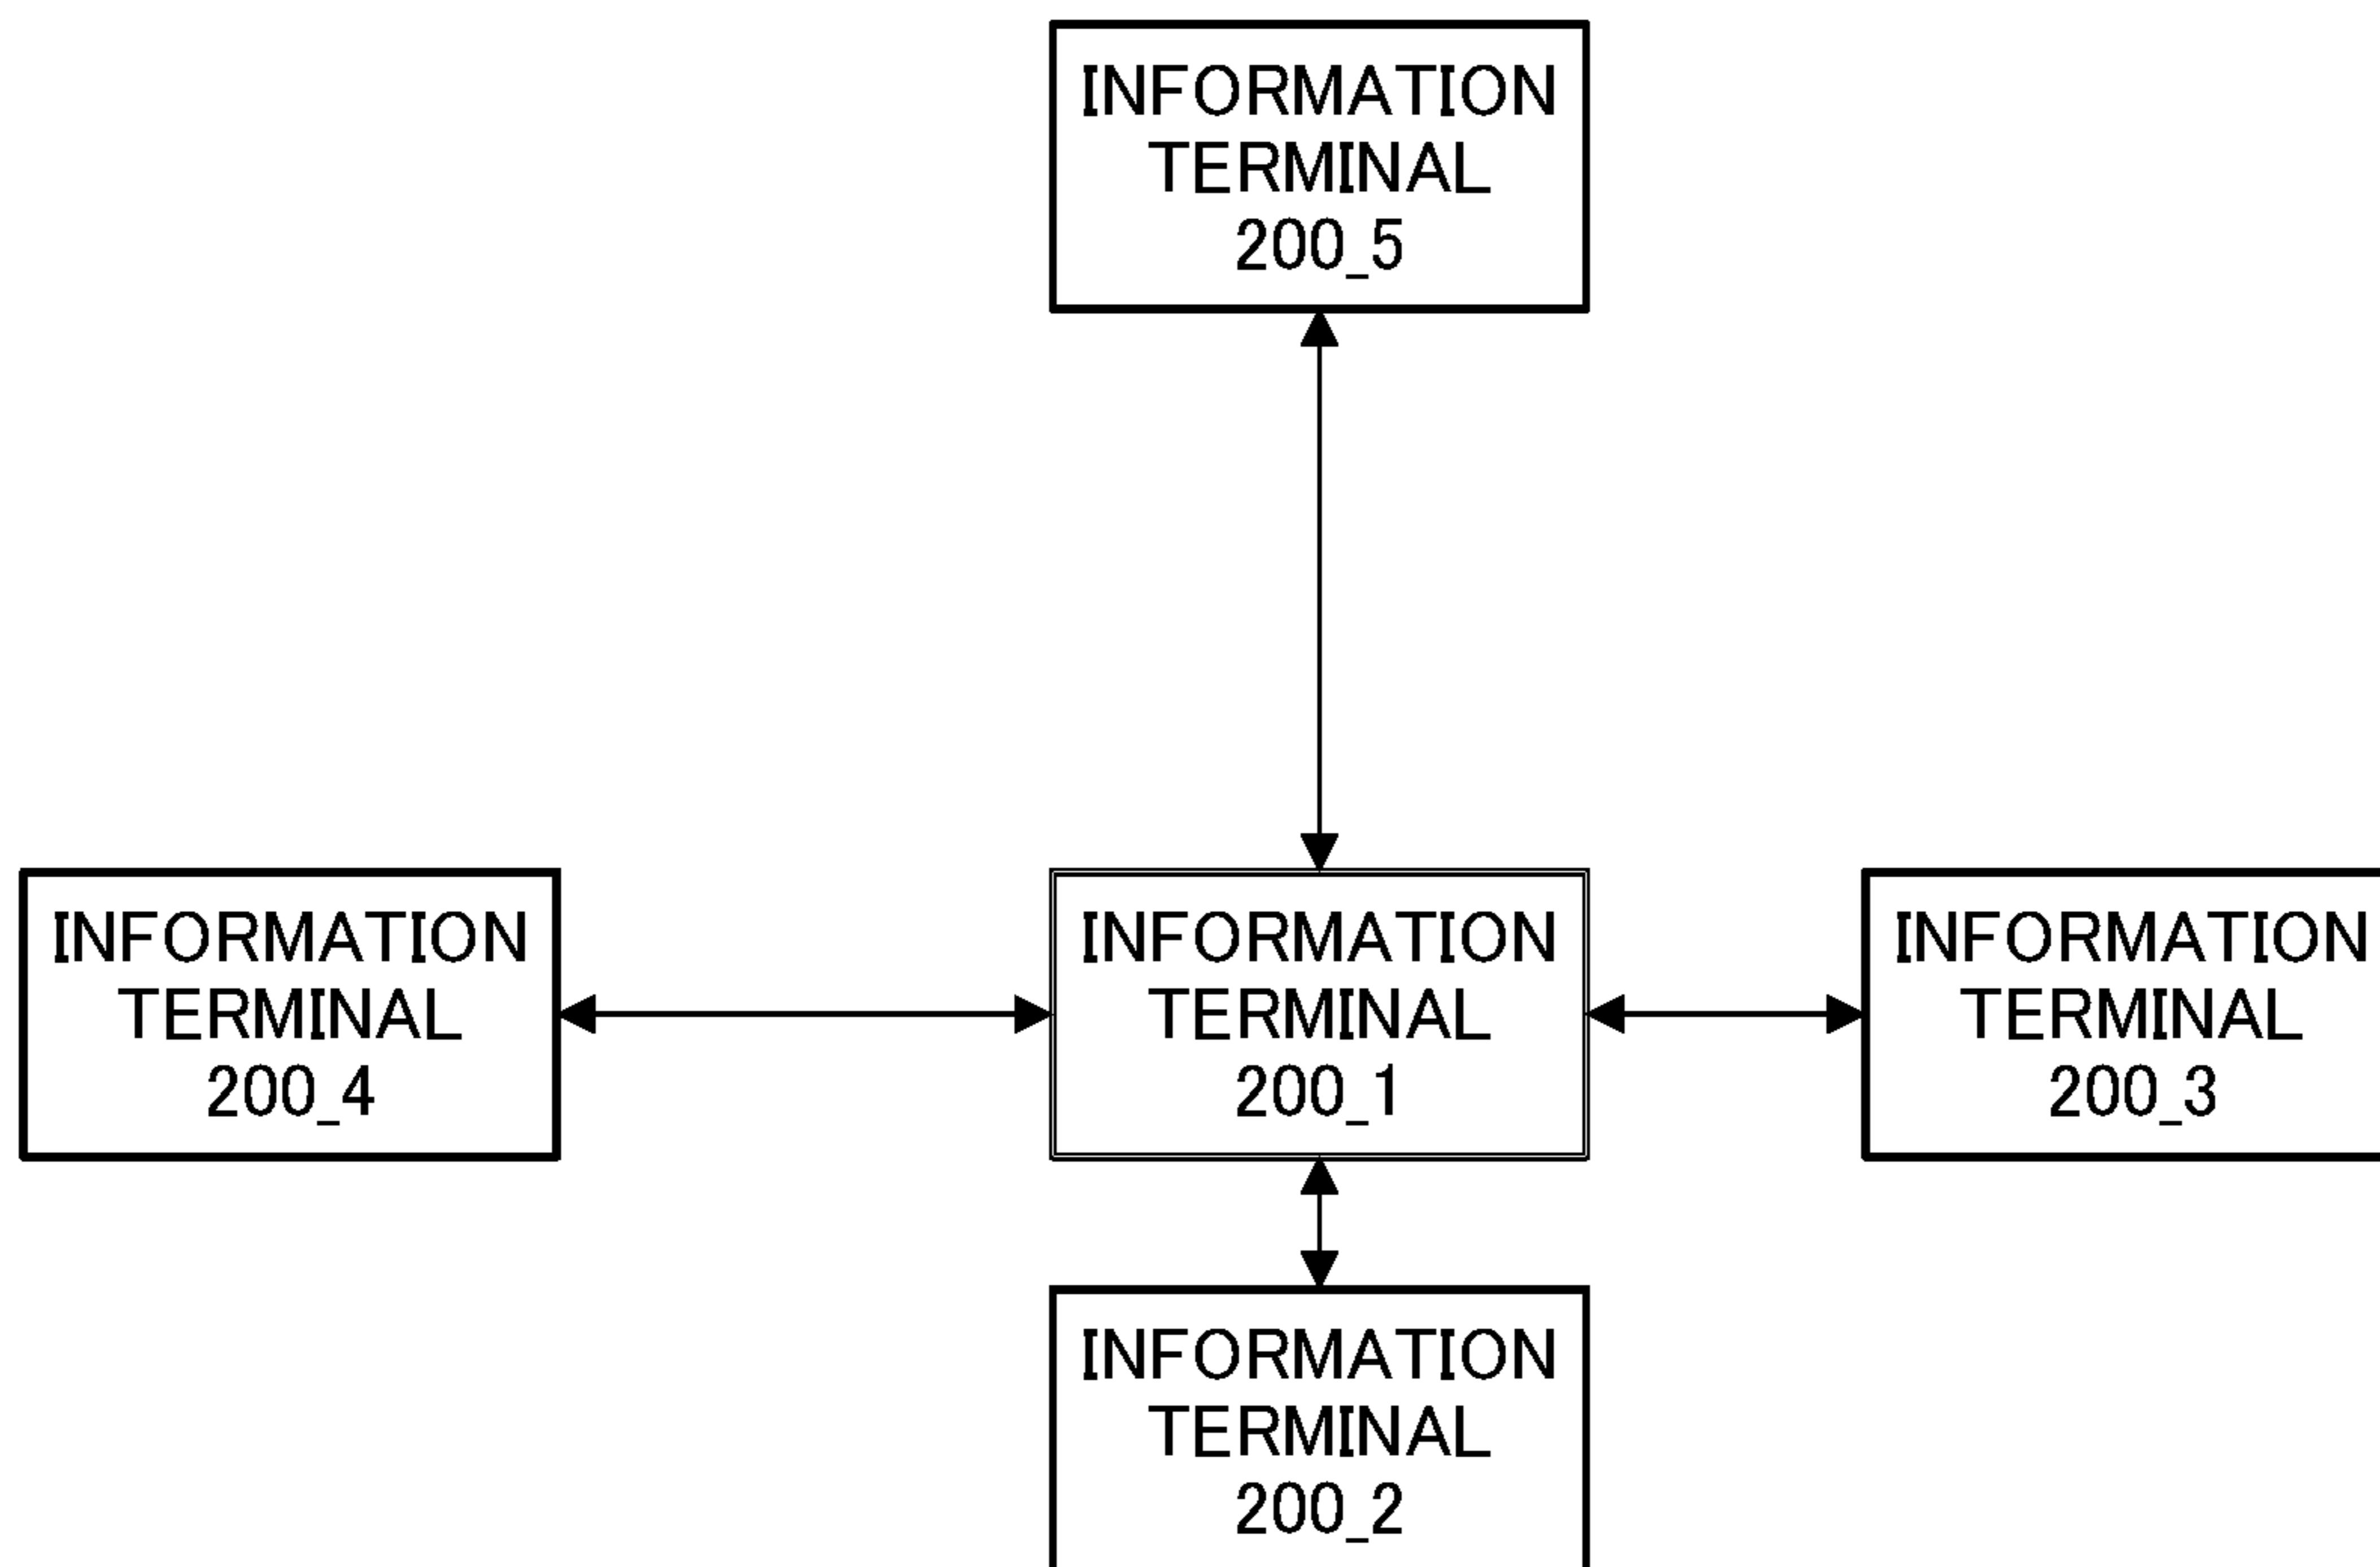 INFORMATION
TERMINAL
200_5
INFORMATION
TERMINAL
200_4
INFORMATION
TERMINAL
200_1
INFORMATION
TERMINAL
200_3
INFORMATION
TERMINAL
200_2